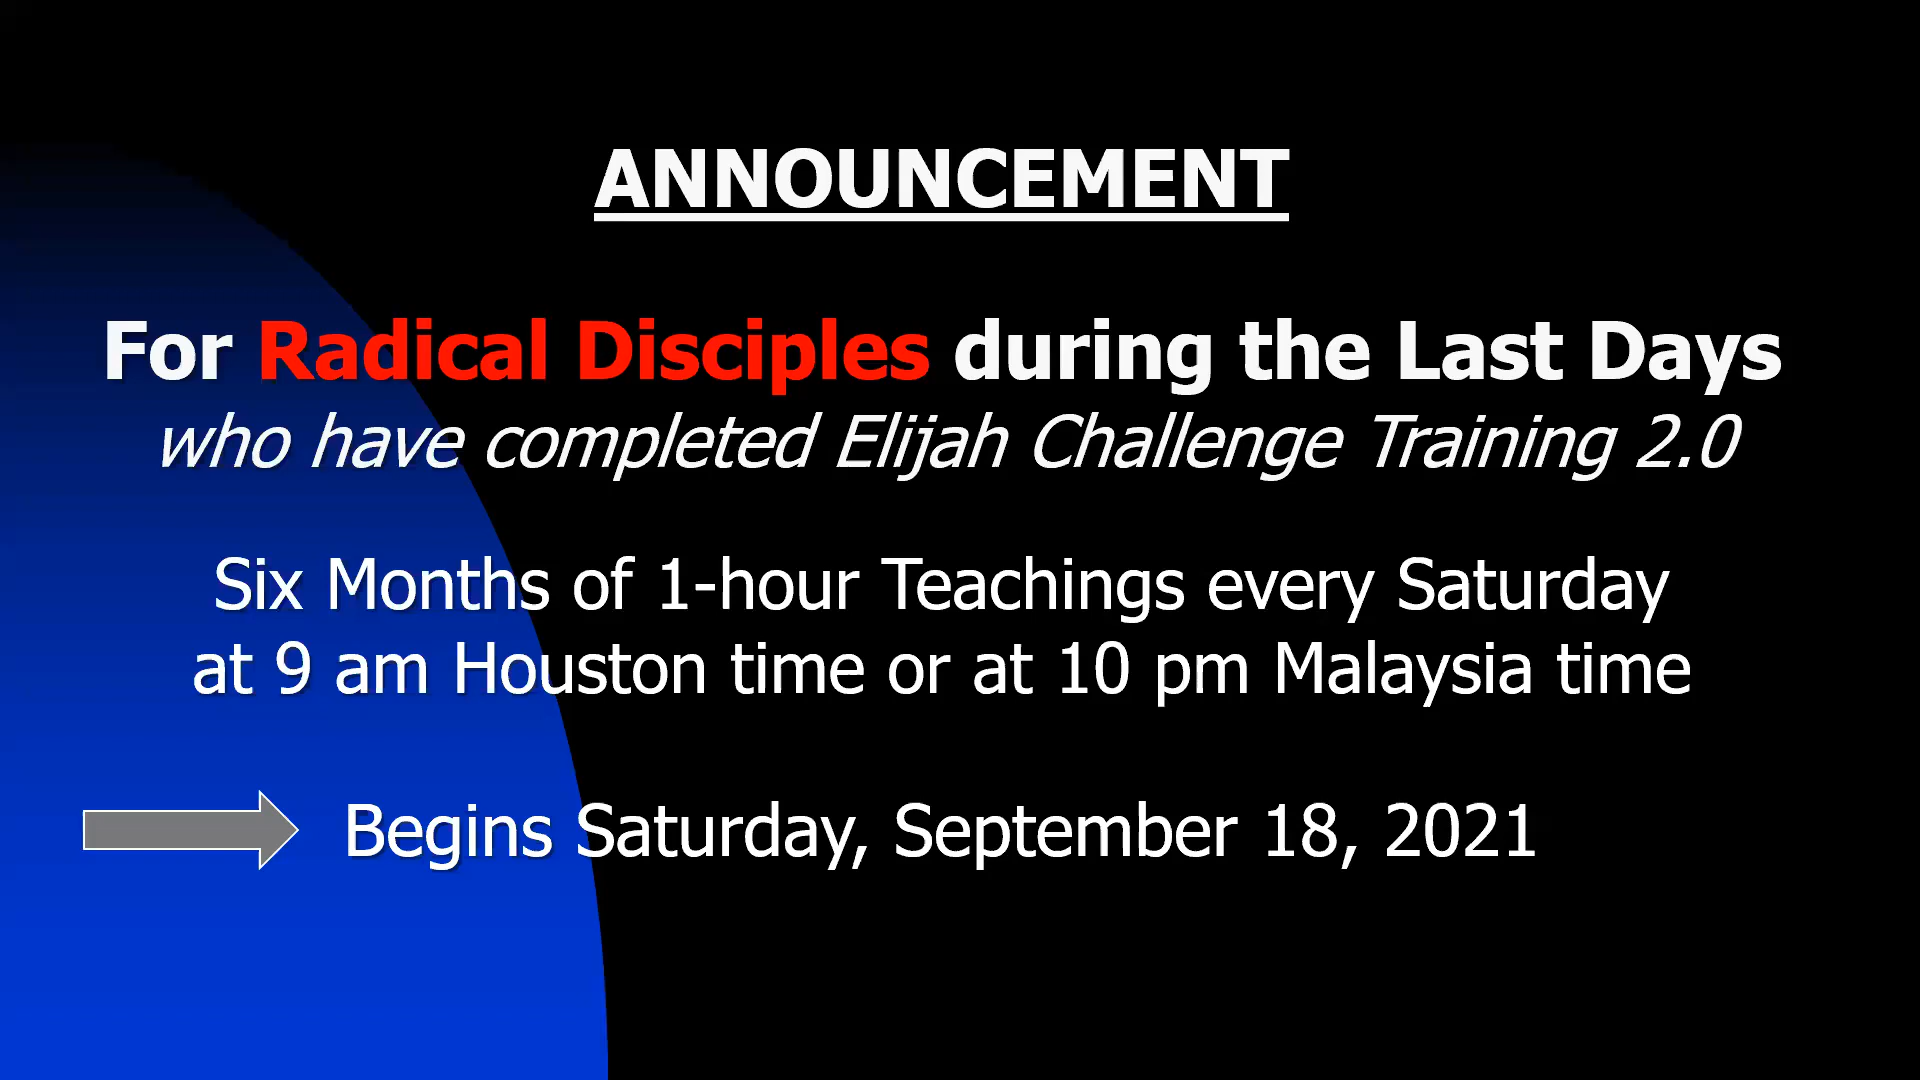 ANNOUNCEMENT
For Radical Disciples during the Last Days
who have completed Elijah Challenge Training 2.0
Six Months of 1-hour Teachings every Saturday
at 9 am Houston time or at 10 pm Malaysia time
Begins Saturday, September 18, 2021